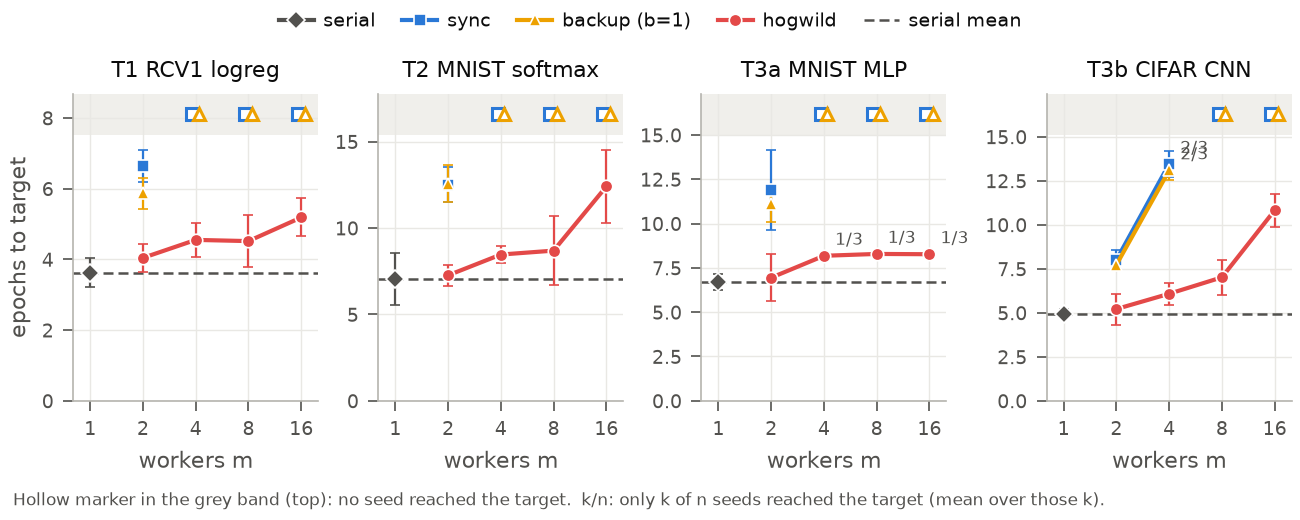 serial sync backup (b=1) hogwild serial mean
T1 RCV1 logreg T2 MNIST softmax T3a MNIST MLP T3b CIFAR CNN
epochs to target
8
6
4
2
0
1 2 4 8 16
workers m
15
10
5
0
1 2 4 8 16
workers m
15.0
12.5
10.0
7.5
5.0
2.5
0.0
1/3 1/3 1/3
1 2 4 8 16
workers m
15.0
12.5
10.0
7.5
5.0
2.5
0.0
2/3
2/3
1 2 4 8 16
workers m
Hollow marker in the grey band (top): no seed reached the target. k/n: only k of n seeds reached the target (mean over those k).